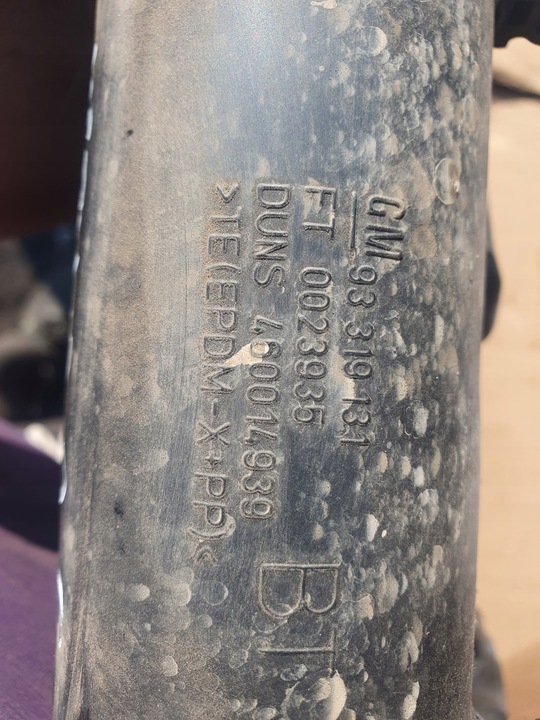 GM 93 319 131
FT 0023935
DUNS 460014939
>TE(EPDM-X+PP)<
BT